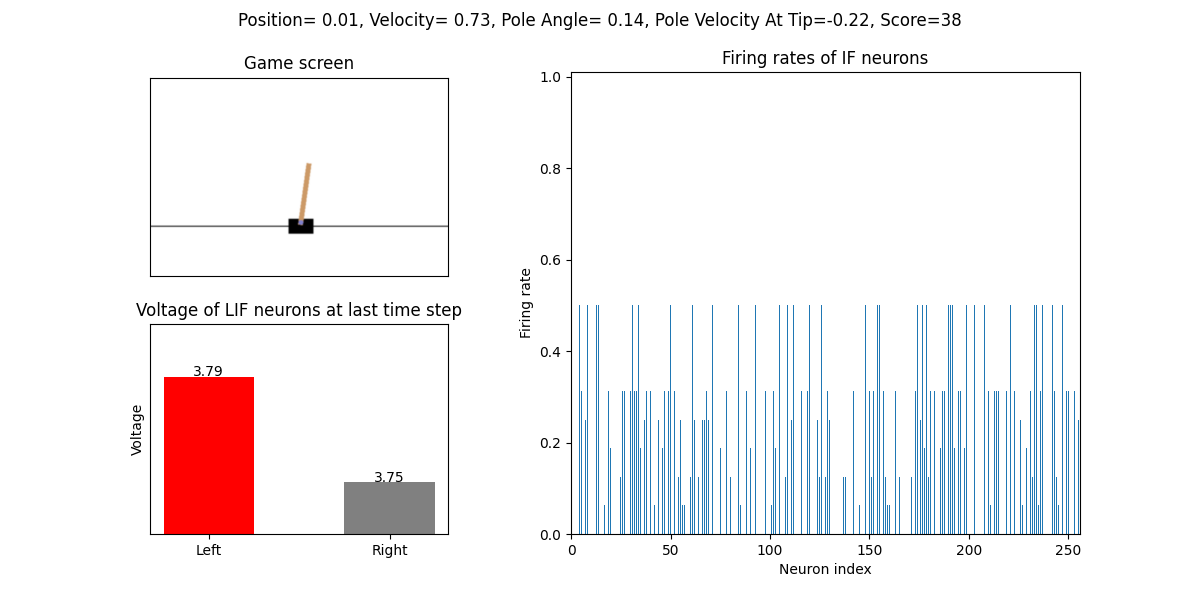 Position= 0.01, Velocity= 0.73, Pole Angle= 0.14, Pole Velocity At Tip=-0.22, Score=38
Game screen
Voltage of LIF neurons at last time step
Voltage
3.79
3.75
Left
Right
Firing rates of IF neurons
Firing rate
1.0
0.8
0.6
0.4
0.2
0.0
0
50
100
150
200
250
Neuron index